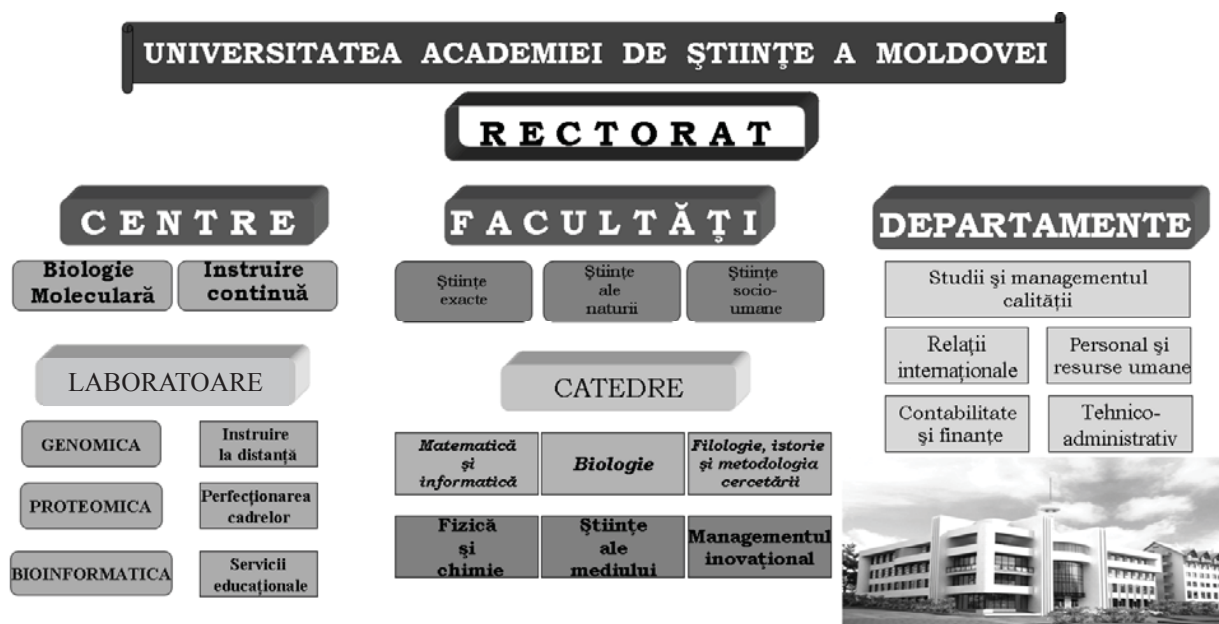 UNIVERSITATEA ACADEMIEI DE ŞTIINŢE A MOLDOVEI
RECTORAT
CENTRE
Biologie
Moleculară
Instruire
continuă
LABORATOARE
GENOMICA
PROTEOMICA
BIOINFORMATICA
Instruire
la distanţă
Perfecţionarea
cadrelor
Servicii
educaţionale
FACULTĂŢI
Ştiinţe
exacte
Ştiinţe
ale
naturii
Ştiinţe
socio-
umane
CATEDRE
Matematică
şi
informatică
Biologie
Filologie, istorie
şi metodologia
cercetării
Fizică
şi
chimie
Ştiinţe
ale
mediului
Managementul
inovaţional
DEPARTAMENTE
Studii şi managementul
calităţii
Relaţii
internaţionale
Personal şi
resurse umane
Contabilitate
şi finanţe
Tehnico-
administrativ